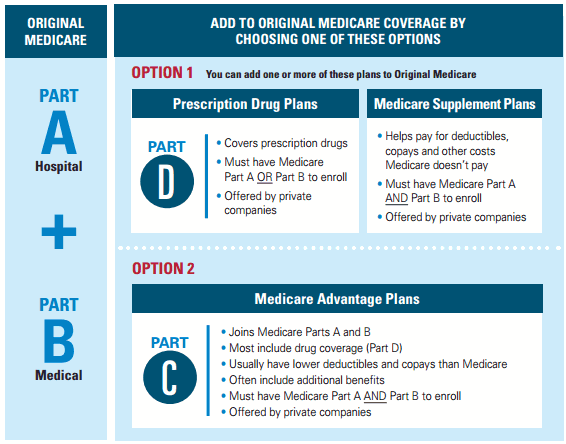 ORIGINAL
MEDICARE
PART
A
Hospital
+
PART
B
Medical
ADD TO ORIGINAL MEDICARE COVERAGE BY
CHOOSING ONE OF THESE OPTIONS
OPTION 1 You can add one or more of these plans to Original Medicare
Prescription Drug Plans
PART
D
• Covers prescription drugs
• Must have Medicare
Part A OR Part B to enroll
• Offered by private
companies
Medicare Supplement Plans
• Helps pay for deductibles,
copays and other costs
Medicare doesn't pay
• Must have Medicare Part A
AND Part B to enroll
• Offered by private companies
OPTION 2
Medicare Advantage Plans
PART
C
• Joins Medicare Parts A and B
• Most include drug coverage (Part D)
• Usually have lower deductibles and copays than Medicare
• Often include additional benefits
• Must have Medicare Part A AND Part B to enroll
• Offered by private companies